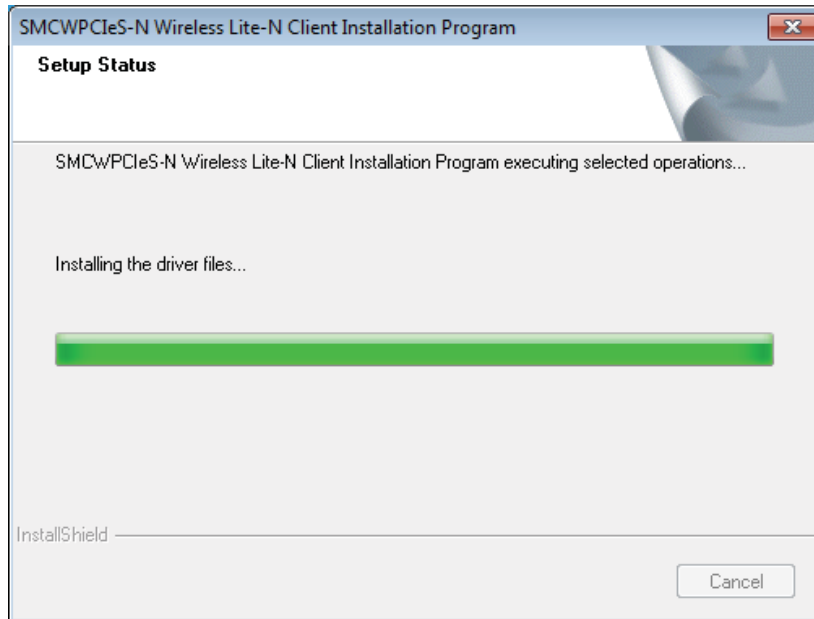 SMCWPCIeS-N Wireless Lite-N Client Installation Program
Setup Status
SMCWPCIeS-N Wireless Lite-N Client Installation Program executing selected operations...
Installing the driver files...
InstallShield
Cancel